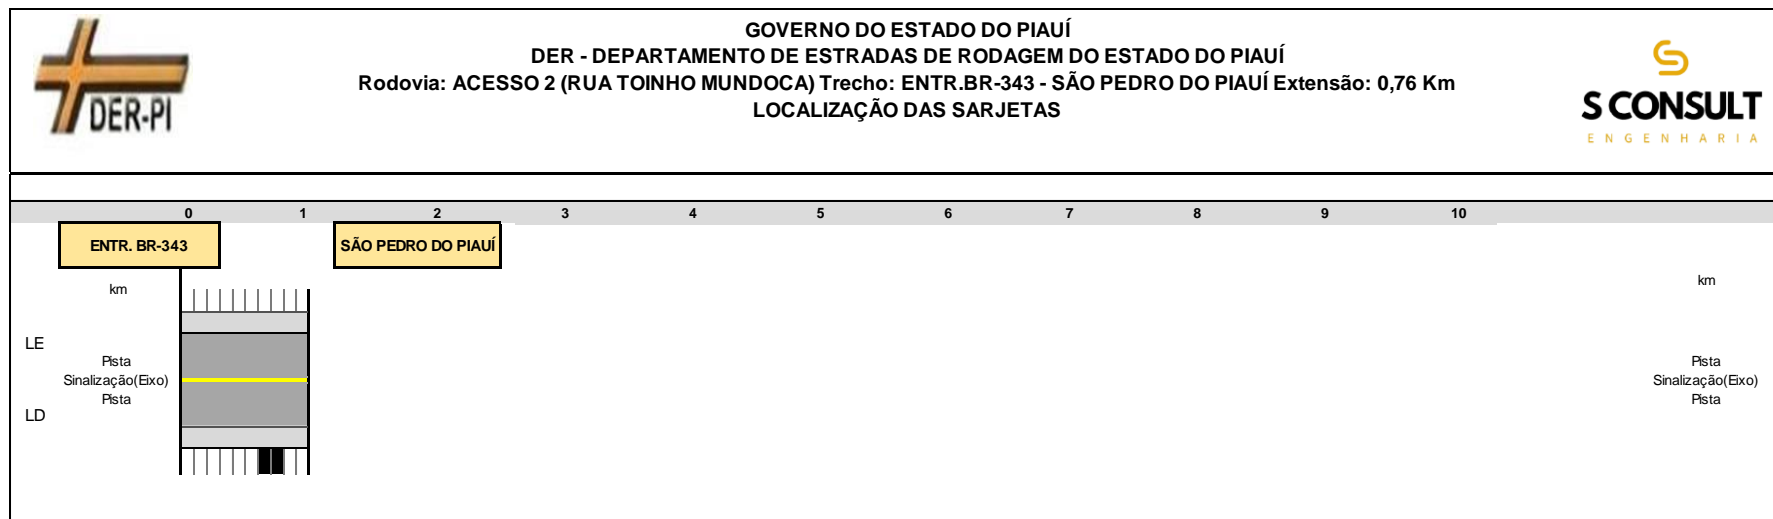 DER-PI
GOVERNO DO ESTADO DO PIAUÍ
DER - DEPARTAMENTO DE ESTRADAS DE RODAGEM DO ESTADO DO PIAUÍ
Rodovia: ACESSO 2 (RUA TOINHO MUNDOCA) Trecho: ENTR.BR-343 - SÃO PEDRO DO PIAUÍ Extensão: 0,76 Km
LOCALIZAÇÃO DAS SARJETAS
S CONSULT
ENGENHARIA
0 1 2 3 4 5 6 7 8 9 10
ENTR. BR-343 SÃO PEDRO DO PIAUÍ
km km
LE
Pista Pista
Sinalização(Eixo) Sinalização(Eixo)
Pista Pista
LD